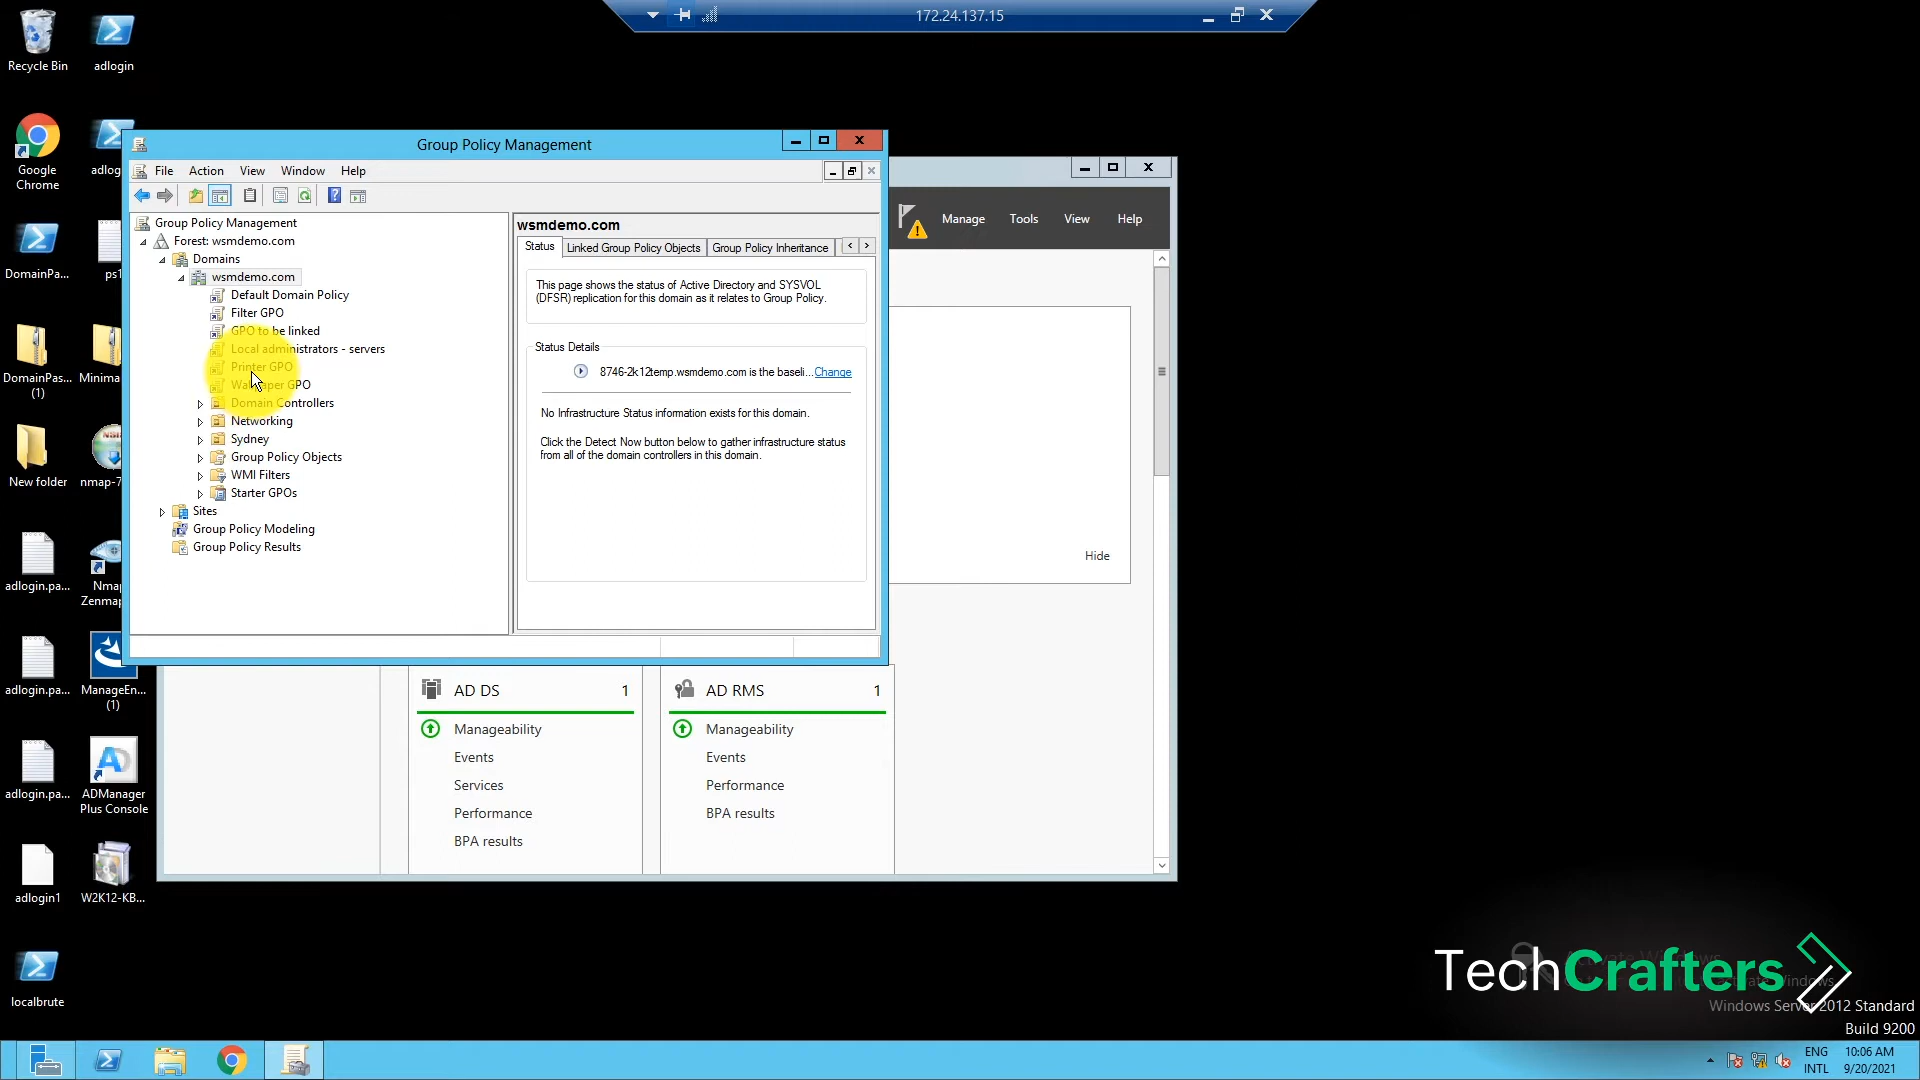 172.24.137.15
Recycle Bin
adlogin
Google
Chrome
adlog
DomainPa...
ps1
DomainPas...
(1)
Minima
New folder
nmap-7
adlogin.pa...
Nmap
Zenmap
adlogin.pa...
ManageEn...
(1)
adlogin.pa...
ADManager
Plus Console
adlogin1
W2K12-KB...
localbrute
Group Policy Management
File Action View Window Help
Group Policy Management
Forest: wsmdemo.com
Domains
wsmdemo.com
Default Domain Policy
Filter GPO
GPO to be linked
Local administrators - servers
Printer GPO
Wallpaper GPO
Domain Controllers
Networking
Sydney
Group Policy Objects
WMI Filters
Starter GPOs
Sites
Group Policy Modeling
Group Policy Results
wsmdemo.com
Status Linked Group Policy Objects Group Policy Inheritance
This page shows the status of Active Directory and SYSVOL
(DFSR) replication for this domain as it relates to Group Policy.
Status Details
8746-2k12temp.wsmdemo.com is the baseli... Change
No Infrastructure Status information exists for this domain.
Click the Detect Now button below to gather infrastructure status
from all of the domain controllers in this domain.
Manage Tools View Help
Hide
AD DS 1
Manageability
Events
Services
Performance
BPA results
AD RMS 1
Manageability
Events
Performance
BPA results
TechCrafters
Activate Windows
Windows Server 2012 Standard
Build 9200
ENG
INTL
10:06 AM
9/20/2021